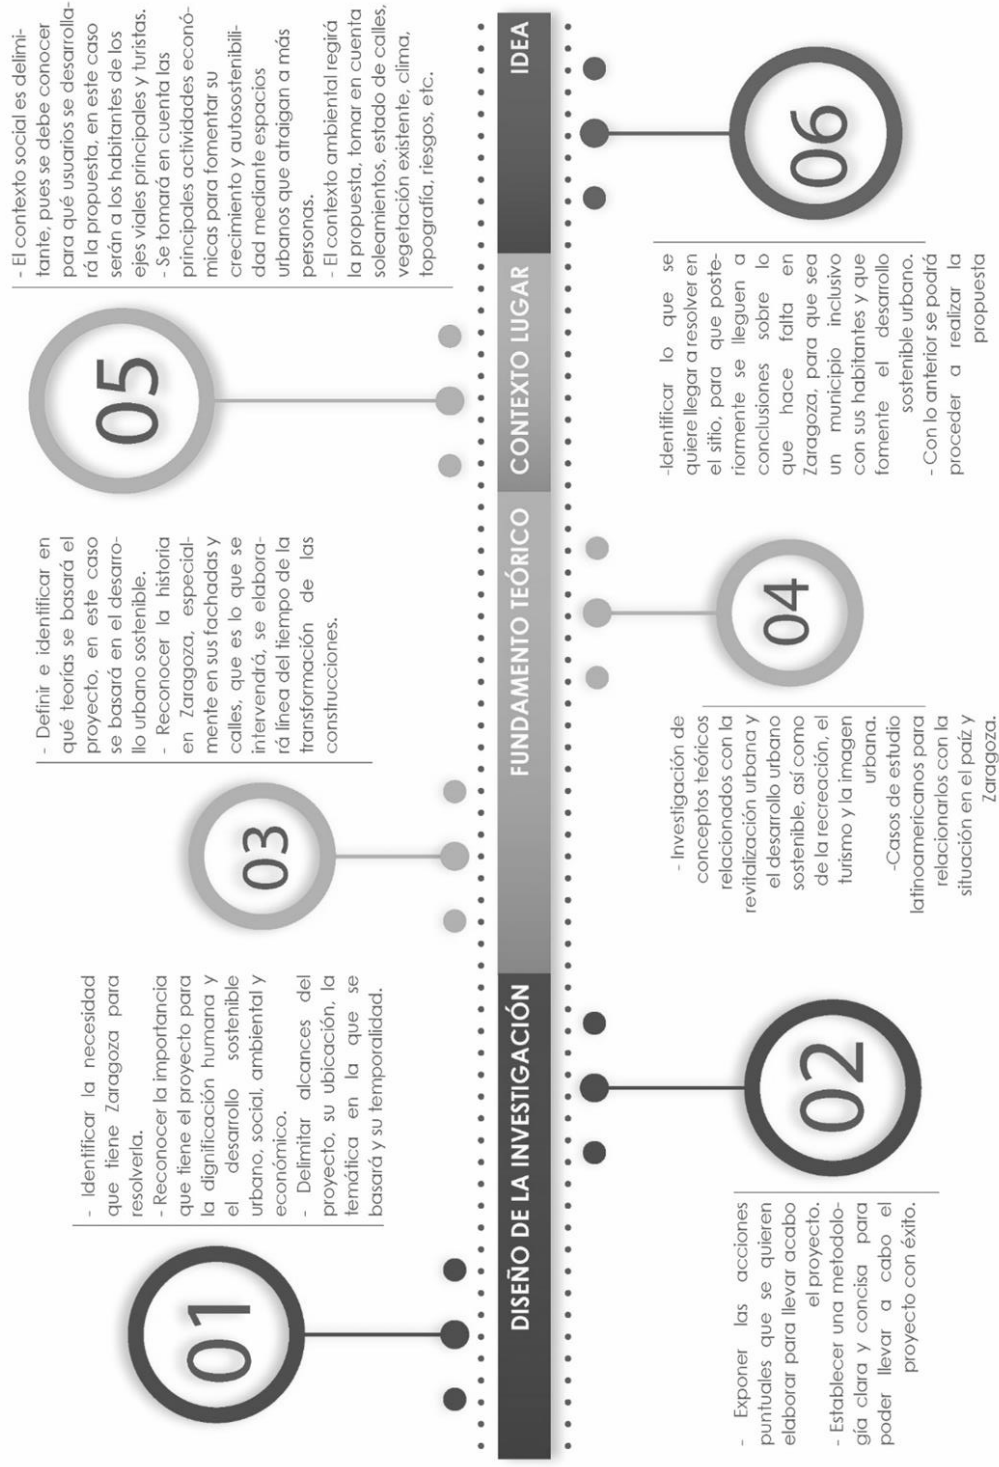 01
- Identificar la necesidad
que tiene Zaragoza para
resolverla.
- Reconocer la importancia
que tiene el proyecto para
la dignificación humana y
el desarrollo sostenible
urbano, social, ambiental y
económico.
- Delimitar alcances del
proyecto, su ubicación, la
temática en la que se
basará y su temporalidad.
03
- Definir e identificar en
qué teorías se basará el
proyecto, en este caso
se basará en el desarro-
llo urbano sostenible.
- Reconocer la historia
en Zaragoza, especial-
mente en sus fachadas y
calles, que es lo que se
intervendrá, se elabora-
rá línea del tiempo de la
transformación de las
construcciones.
05
- El contexto social es delimi-
tante, pues se debe conocer
para qué usuarios se desarrolla-
rá la propuesta, en este caso
serán a los habitantes de los
ejes viales principales y turistas.
- Se tomará en cuenta las
principales actividades econó-
micas para fomentar su
crecimiento y autosostenibili-
dad mediante espacios
urbanos que atraigan a más
personas.
- El contexto ambiental regirá
la propuesta, tomar en cuenta
soleamientos, estado de calles,
vegetación existente, clima,
topografía, riesgos, etc.
DISEÑO DE LA INVESTIGACIÓN
FUNDAMENTO TEÓRICO
CONTEXTO LUGAR
IDEA
- Exponer las acciones
puntuales que se quieren
elaborar para llevar acabo
el proyecto.
- Establecer una metodolo-
gía clara y concisa para
poder llevar a cabo el
proyecto con éxito.
02
- Investigación de
conceptos teóricos
relacionados con la
revitalización urbana y
el desarrollo urbano
sostenible, así como
de la recreación, el
turismo y la imagen
urbana.
-Casos de estudio
latinoamericanos para
relacionarlos con la
situación en el país y
Zaragoza.
04
-Identificar lo que se
quiere llegar a resolver en
el sitio, para que poste-
riormente se lleguen a
conclusiones sobre lo
que hace falta en
Zaragoza, para que sea
un municipio inclusivo
con sus habitantes y que
fomente el desarrollo
sostenible urbano.
- Con lo anterior se podrá
proceder a realizar la
propuesta
06